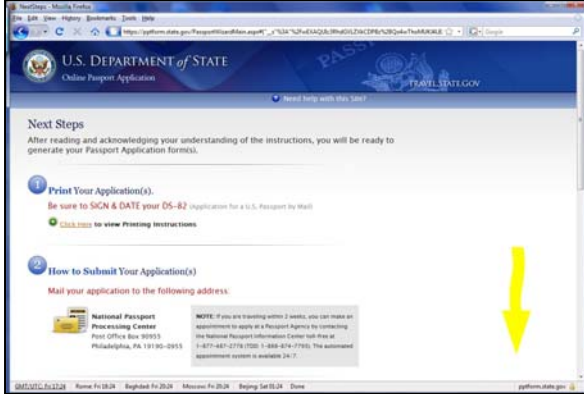 NextSteps - Mozilla Firefox
File Edit View History Bookmarks Tools Help
Google
U.S. DEPARTMENT of STATE
Online Passport Application
PASS
TRAVEL.STATE.GOV
Need help with this Site?
Next Steps
After reading and acknowledging your understanding of the instructions, you will be ready to
generate your Passport Application form(s).
1 Print Your Application(s).
Be sure to SIGN & DATE your DS-82 (Application for a U.S. Passport by Mail)
Click Here to view Printing Instructions
2 How to Submit Your Application(s)
Mail your application to the following address:
National Passport
Processing Center
Post Office Box 90955
Philadelphia, PA 19190-0955
NOTE: If you are traveling within 2 weeks, you can make an
appointment to apply at a Passport Agency by contacting
the National Passport Information Center toll-free at
1-877-487-2778 (TDD: 1-888-874-7793). The automated
appointment system is available 24/7.
GMT/UTC: Fri 17:24 Rome: Fri 18:24 Baghdad: Fri 20:24 Moscow: Fri 20:24 Beijing: Sat 01:24 Done pptform.state.gov